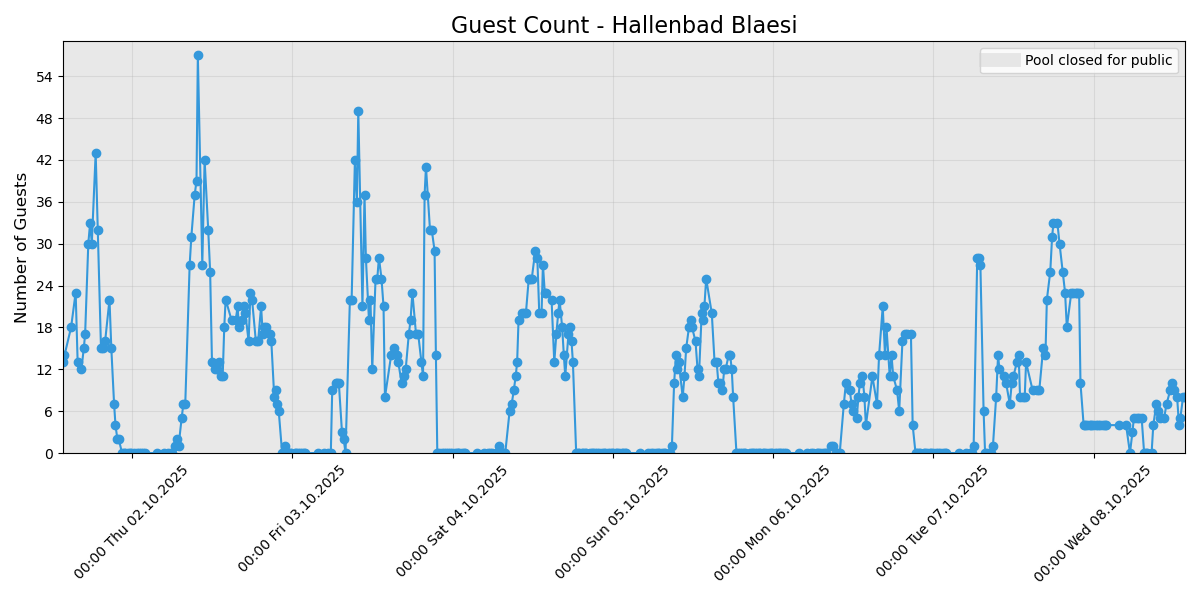 Guest Count - Hallenbad Blaesi
Pool closed for public
Number of Guests
54
48
42
36
30
24
18
12
6
0
00:00 Thu 02.10.2025
00:00 Fri 03.10.2025
00:00 Sat 04.10.2025
00:00 Sun 05.10.2025
00:00 Mon 06.10.2025
00:00 Tue 07.10.2025
00:00 Wed 08.10.2025